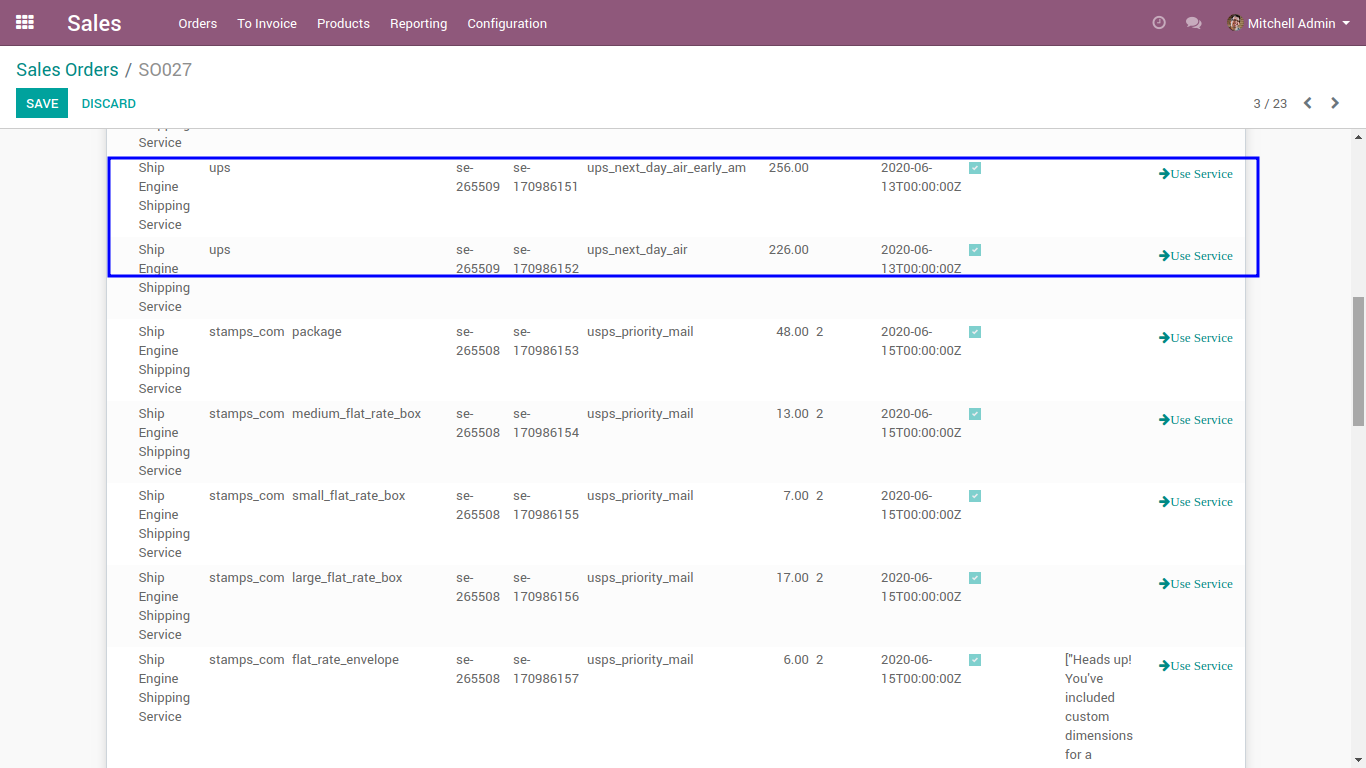 Sales
Orders
To Invoice
Products
Reporting
Configuration
Mitchell Admin
Sales Orders / SO027
SAVE
DISCARD
3 / 23
Service
Ship Engine Shipping Service ups se-265509 se-170986151 ups_next_day_air_early_am 256.00 2020-06-13T00:00:00Z Use Service
Ship Engine Shipping Service ups se-265509 se-170986152 ups_next_day_air 226.00 2020-06-13T00:00:00Z Use Service
Ship Engine Shipping Service stamps_com package se-265508 se-170986153 usps_priority_mail 48.00 2 2020-06-15T00:00:00Z Use Service
Ship Engine Shipping Service stamps_com medium_flat_rate_box se-265508 se-170986154 usps_priority_mail 13.00 2 2020-06-15T00:00:00Z Use Service
Ship Engine Shipping Service stamps_com small_flat_rate_box se-265508 se-170986155 usps_priority_mail 7.00 2 2020-06-15T00:00:00Z Use Service
Ship Engine Shipping Service stamps_com large_flat_rate_box se-265508 se-170986156 usps_priority_mail 17.00 2 2020-06-15T00:00:00Z Use Service
Ship Engine Shipping Service stamps_com flat_rate_envelope se-265508 se-170986157 usps_priority_mail 6.00 2 2020-06-15T00:00:00Z ["Heads up! You've included custom dimensions for a Use Service